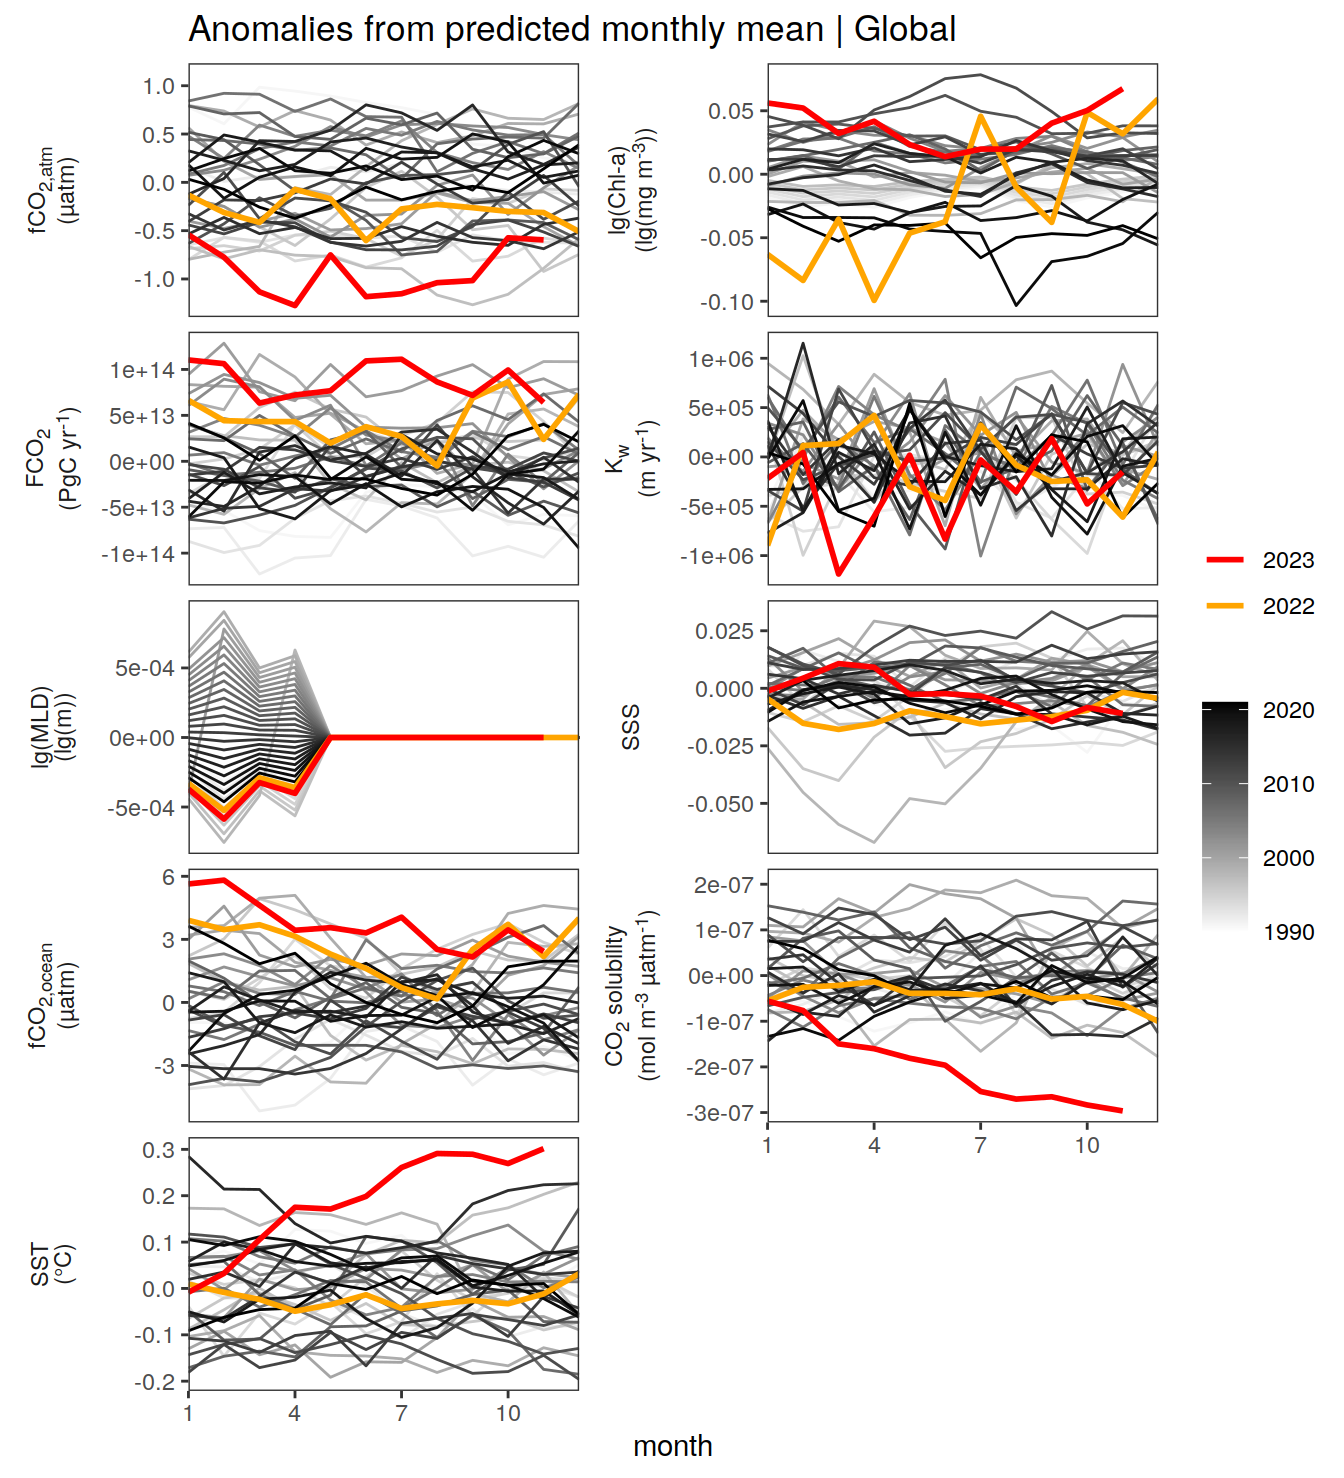 Anomalies from predicted monthly mean | Global
fCO2,atm
(µatm)
1.0
0.5
0.0
-0.5
-1.0
lg(Chl-a)
(lg(mg m-3))
0.05
0.00
-0.05
-0.10
FCO2
(PgC yr-1)
1e+14
5e+13
0e+00
-5e+13
-1e+14
Kw
(m yr-1)
1e+06
5e+05
0e+00
-5e+05
-1e+06
lg(MLD)
(lg(m))
5e-04
0e+00
-5e-04
SSS
0.025
0.000
-0.025
-0.050
fCO2,ocean
(µatm)
6
3
0
-3
CO2 solubility
(mol m-3 µatm-1)
2e-07
1e-07
0e+00
-1e-07
-2e-07
-3e-07
1 4 7 10
SST
(°C)
0.3
0.2
0.1
0.0
-0.1
-0.2
1 4 7 10
month
2023
2022
2020
2010
2000
1990